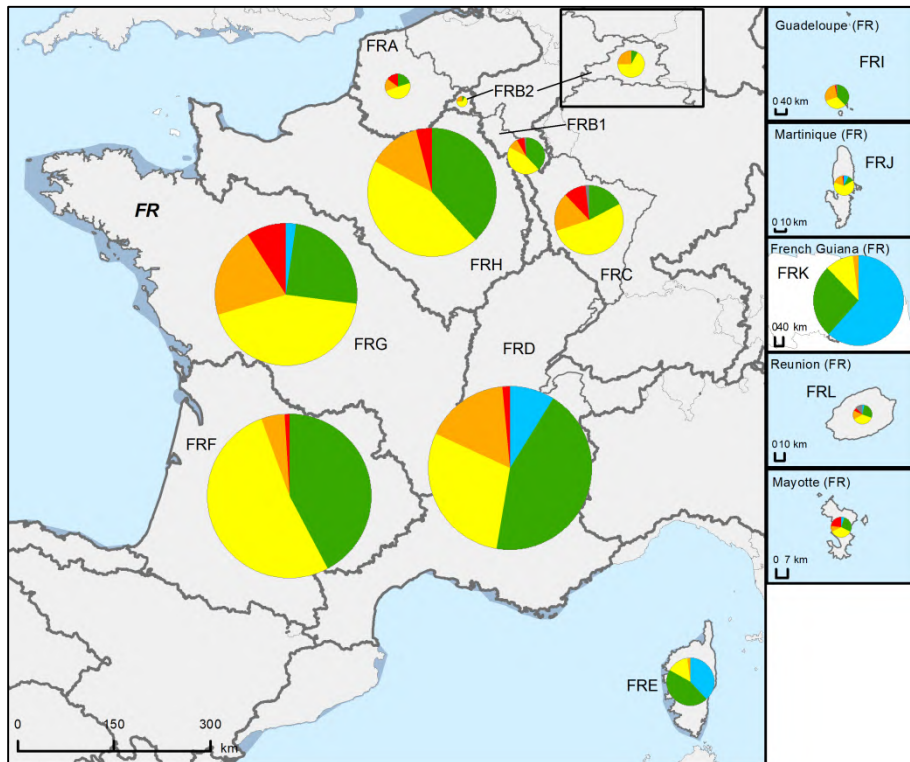 FRA
FRB2
FRB1
FR
FRH
FRC
FRG
FRD
FRF
FRE
0 150 300
km
Guadeloupe (FR)
FRI
0 40 km
Martinique (FR)
FRJ
0 10 km
French Guiana (FR)
FRK
0 40 km
Reunion (FR)
FRL
0 10 km
Mayotte (FR)
0 7 km